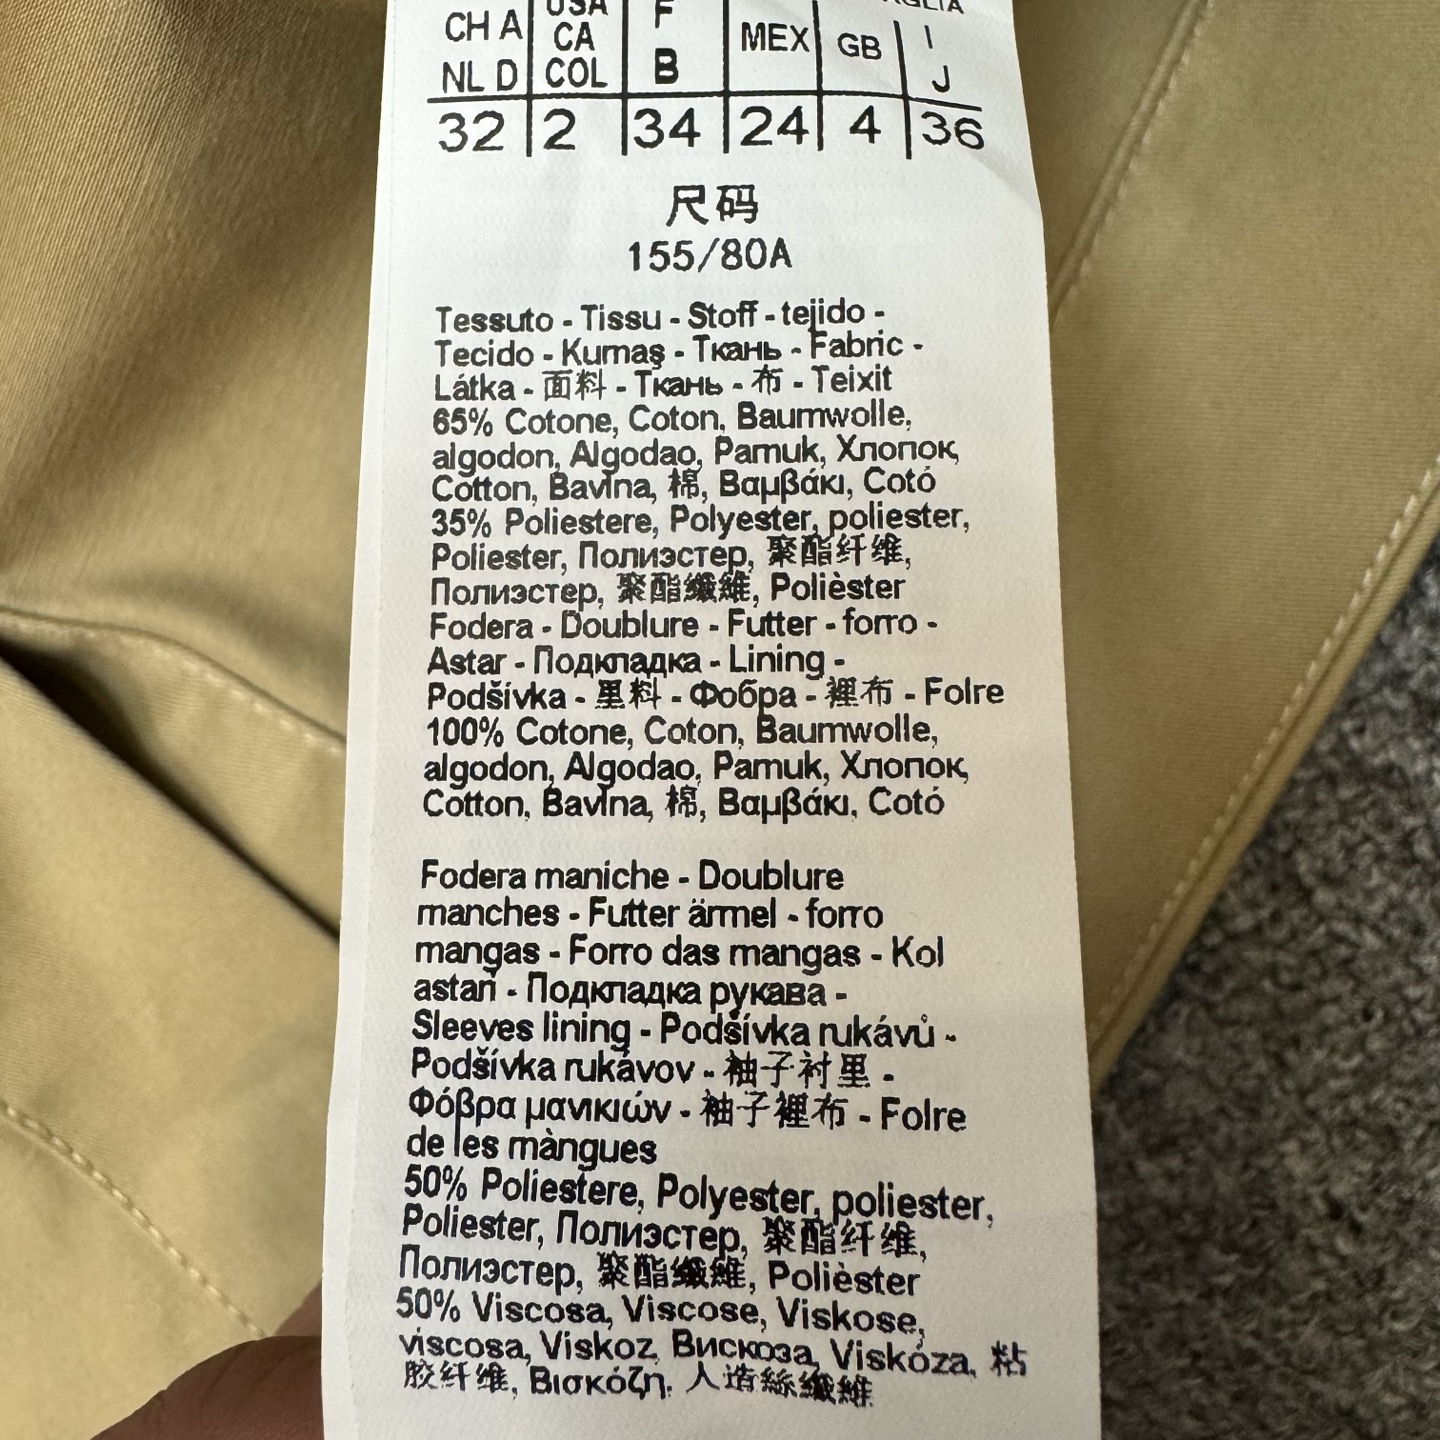 CH A USA F MEX GB I
NL D CA B J
COL
32 2 34 24 4 36
尺码
155/80A
Tessuto - Tissu - Stoff - tejido -
Tecido - Kumaş - Ткань - Fabric -
Látka - 面料 - Ткань - 布 - Teixit
65% Cotone, Coton, Baumwolle,
algodon, Algodao, Pamuk, Хлопок,
Cotton, Bavlna, 棉, Βαμβάκι, Cotó
35% Poliestere, Polyester, poliester,
Poliester, Полиэстер, 聚酯纤维,
Полиэстер, 聚酯纖維, Polièster
Fodera - Doublure - Futter - forro -
Astar - Подкпадка - Lining -
Podšívka - 里料 - Фобра - 裡布 - Folre
100% Cotone, Coton, Baumwolle,
algodon, Algodao, Pamuk, Хлопок,
Cotton, Bavlna, 棉, Βαμβάκι, Cotó
Fodera maniche - Doublure
manches - Futter ärmel - forro
mangas - Forro das mangas - Kol
astarı - Подкпадка рукава -
Sleeves lining - Podšívka rukávů -
Podšívka rukávov - 袖子衬里 -
Φόβρα μανικιών - 袖子裡布 - Folre
de les màngues
50% Poliestere, Polyester, poliester,
Poliester, Полиэстер, 聚酯纤维,
Полиэстер, 聚酯纖維, Polièster
50% Viscosa, Viscose, Viskose,
viscosa, Viskoz, Вискоза, Viskóza, 粘
胶纤维, Βισκόζη, 人造絲纖維